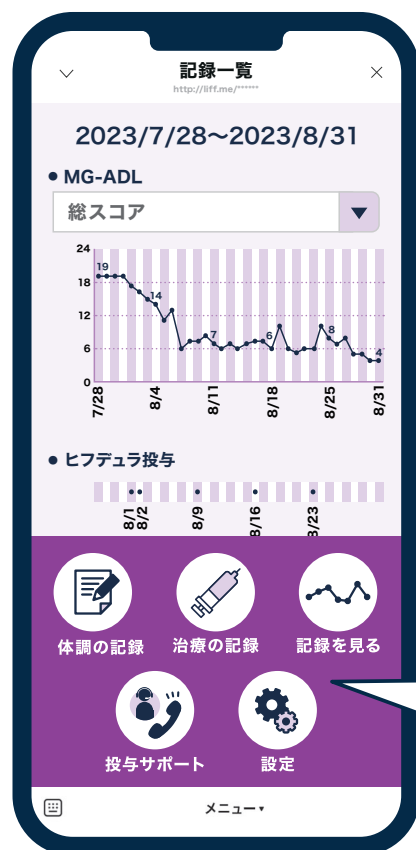 記録一覧
http://liff.me/******
2023/7/28〜2023/8/31
● MG-ADL
総スコア
24
18
12
6
0
19
14
7
6
8
4
7/28
8/4
8/11
8/18
8/25
8/31
● ヒフデュラ投与
8/1
8/2
8/9
8/16
8/23
体調の記録
治療の記録
記録を見る
投与サポート
設定
メニュー▾